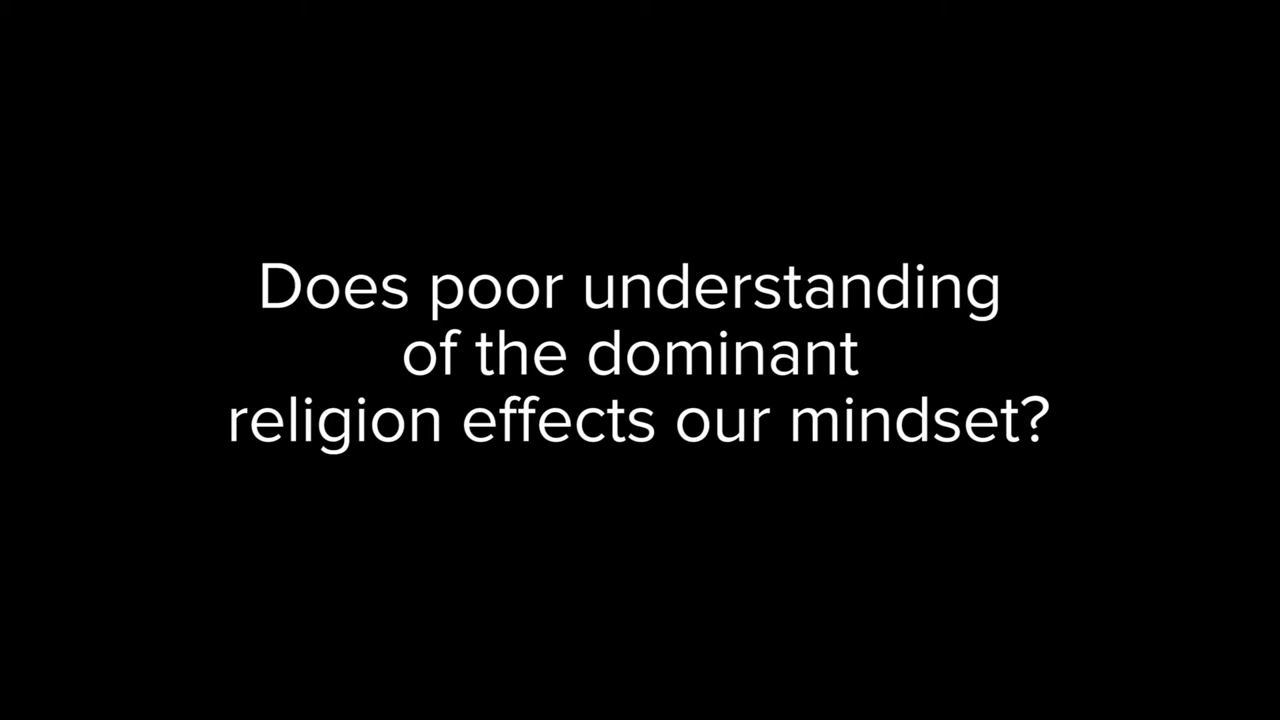 Does poor understanding
of the dominant
religion effects our mindset?